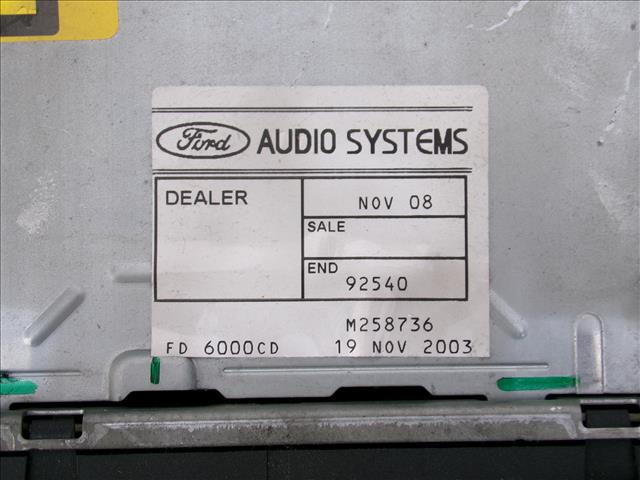 Ford AUDIO SYSTEMS
DEALER
NOV 08
SALE
END
92540
M258736
FD 6000CD 19 NOV 2003